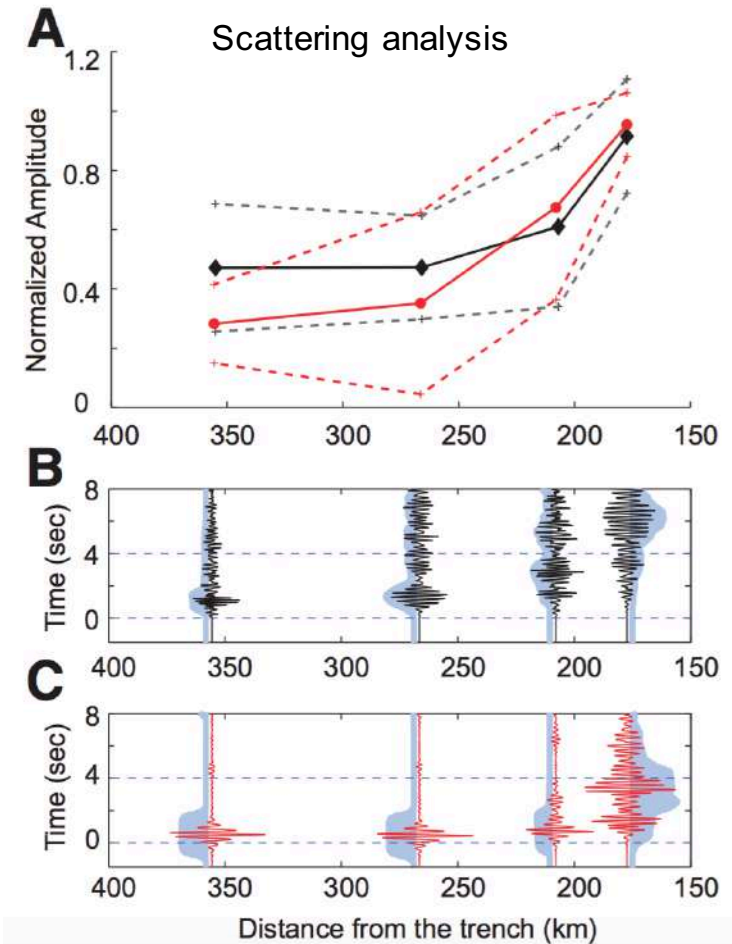 A
Scattering analysis
Normalized Amplitude
1.2
0.8
0.4
0
400 350 300 250 200 150
B
Time (sec)
8
4
0
400 350 300 250 200 150
C
Time (sec)
8
4
0
400 350 300 250 200 150
Distance from the trench (km)